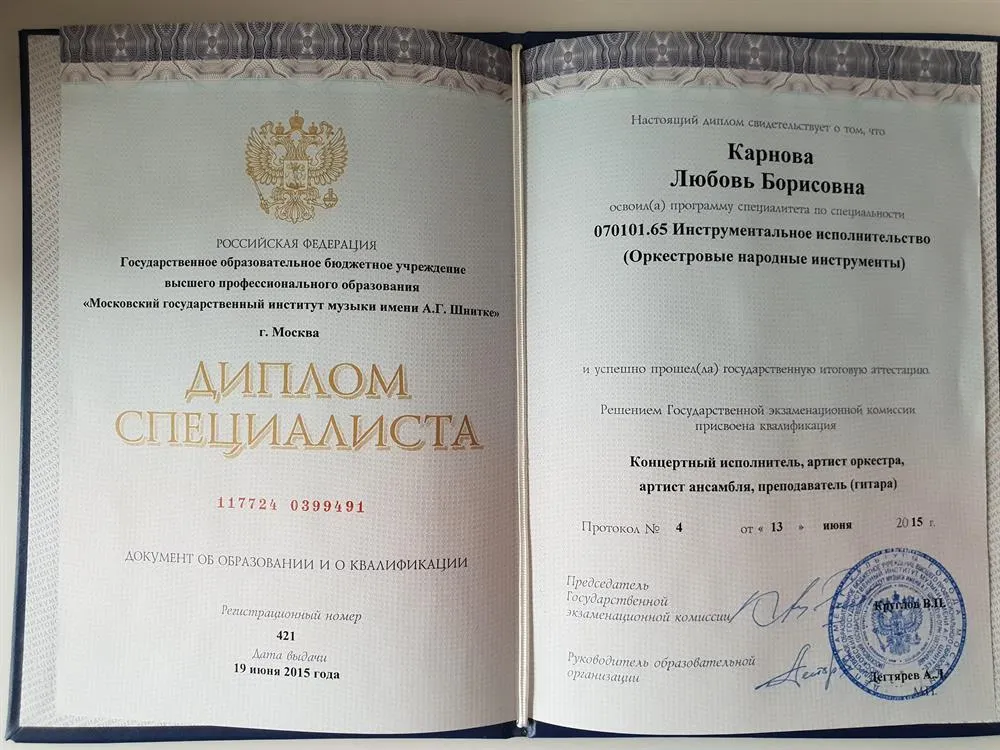 РОССИЙСКАЯ ФЕДЕРАЦИЯ
Государственное образовательное бюджетное учреждение
высшего профессионального образования
«Московский государственный институт музыки имени А.Г. Шнитке»
г. Москва
ДИПЛОМ
СПЕЦИАЛИСТА
117724 0399491
ДОКУМЕНТ ОБ ОБРАЗОВАНИИ И О КВАЛИФИКАЦИИ
Регистрационный номер
421
Дата выдачи
19 июня 2015 года
Настоящий диплом свидетельствует о том, что
Карнова
Любовь Борисовна
освоил(а) программу специалитета по специальности
070101.65 Инструментальное исполнительство
(Оркестровые народные инструменты)
и успешно прошел(ла) государственную итоговую аттестацию.
Решением Государственной экзаменационной комиссии
присвоена квалификация
Концертный исполнитель, артист оркестра,
артист ансамбля, преподаватель (гитара)
Протокол № 4 от « 13 » июня 2015 г.
Председатель
Государственной
экзаменационной комиссии
Круглов В.П.
Руководитель образовательной
организации
Дегтярев А.Л.
М.П.